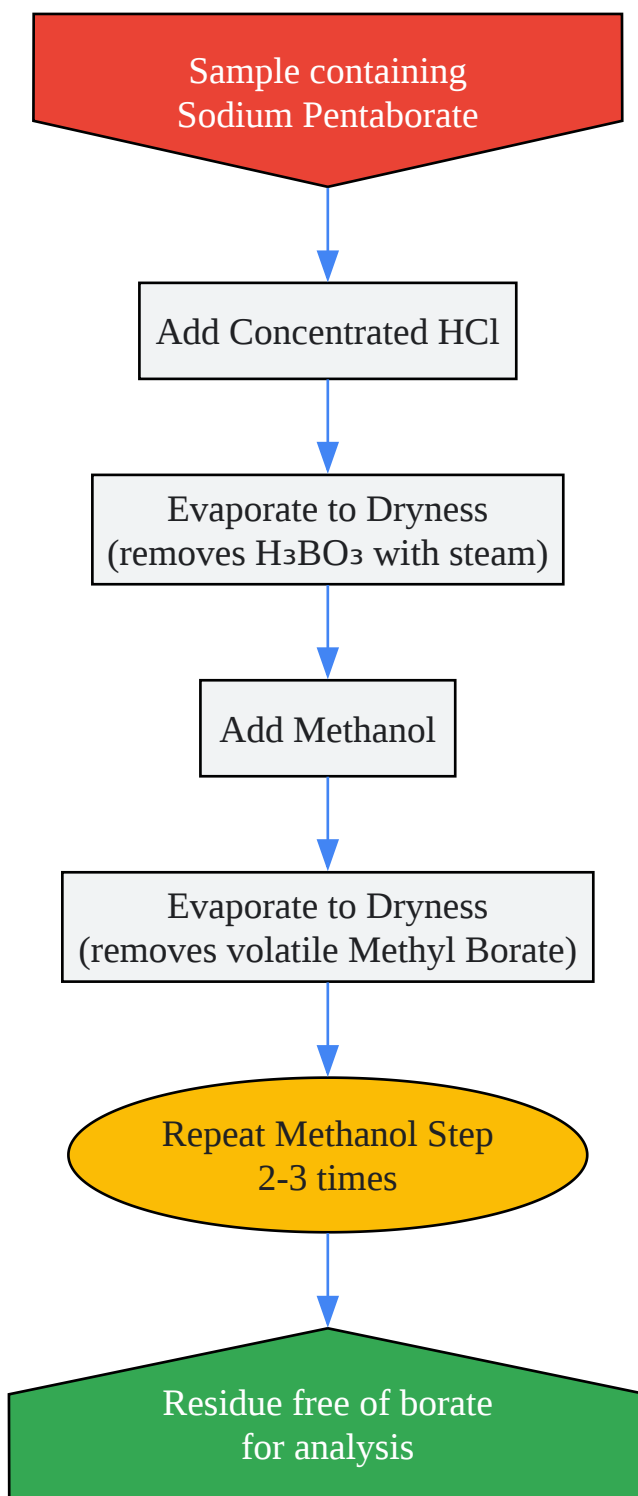 Sample containing
Sodium Pentaborate
Add Concentrated HCl
Evaporate to Dryness
(removes H₃BO₃ with steam)
Add Methanol
Evaporate to Dryness
(removes volatile Methyl Borate)
Repeat Methanol Step
2-3 times
Residue free of borate
for analysis